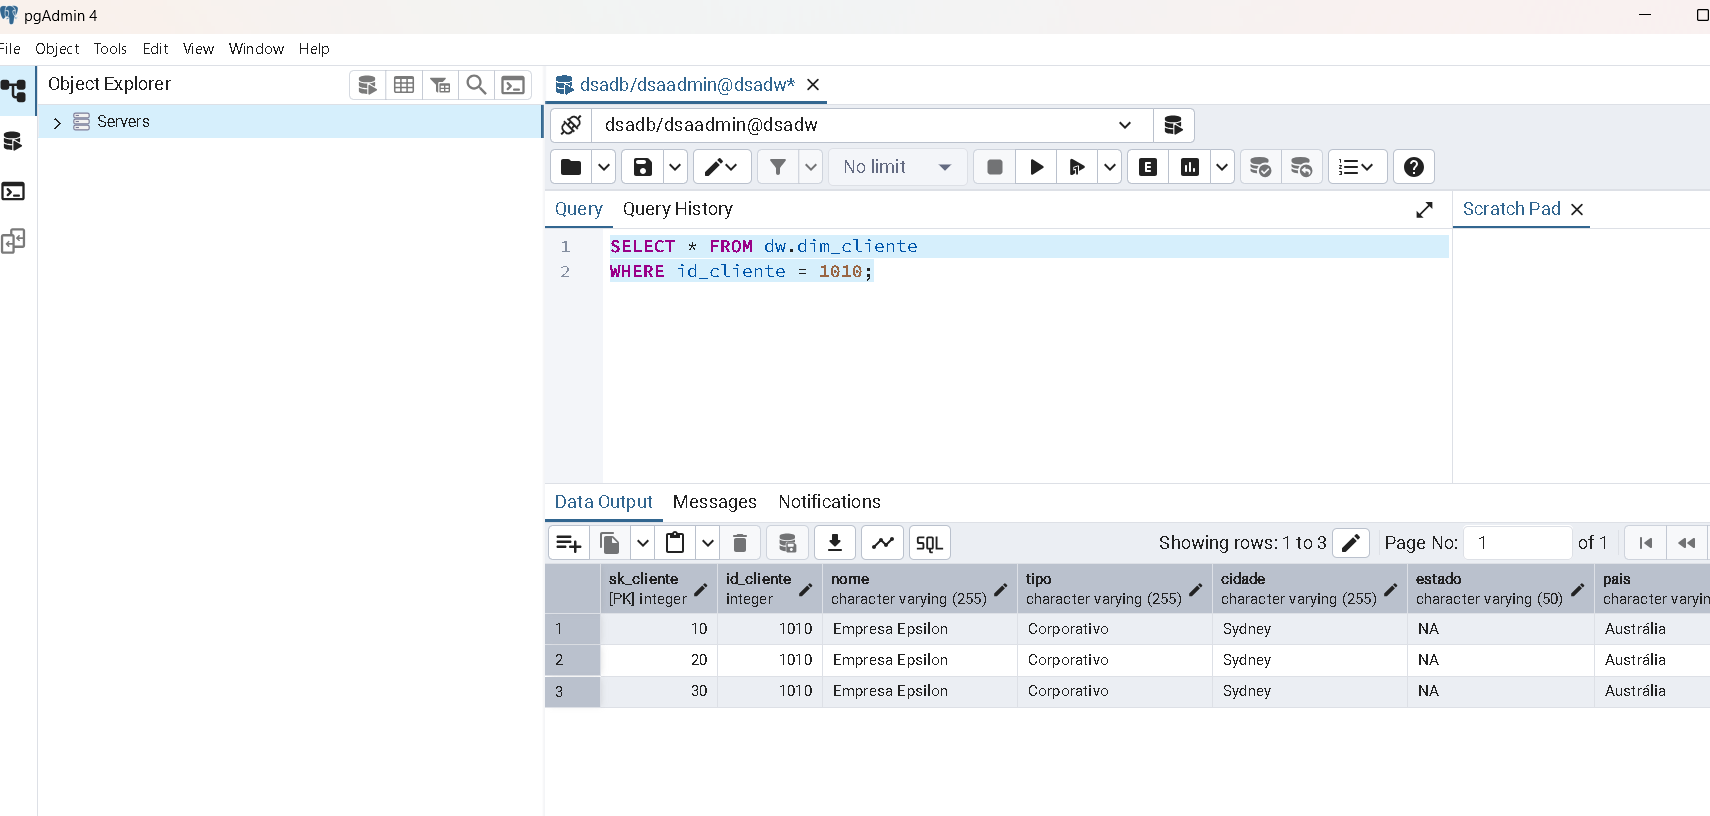 pgAdmin 4
File Object Tools Edit View Window Help
Object Explorer
Servers
dsadb/dsaadmin@dsadw*
dsadb/dsaadmin@dsadw
No limit
E
Query Query History
Scratch Pad
1 SELECT * FROM dw.dim_cliente
2 WHERE id_cliente = 1010;
Data Output Messages Notifications
SQL Showing rows: 1 to 3 Page No: 1 of 1
sk_cliente id_cliente nome tipo cidade estado pais
[PK] integer integer character varying (255) character varying (255) character varying (255) character varying (50) character varyin
1 10 1010 Empresa Epsilon Corporativo Sydney NA Austrália
2 20 1010 Empresa Epsilon Corporativo Sydney NA Austrália
3 30 1010 Empresa Epsilon Corporativo Sydney NA Austrália